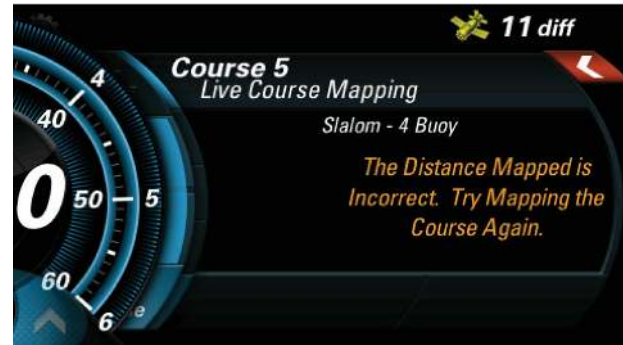 11 diff
Course 5
Live Course Mapping
Slalom - 4 Buoy
The Distance Mapped is
Incorrect. Try Mapping the
Course Again.
4
40
0
50
5
60
6